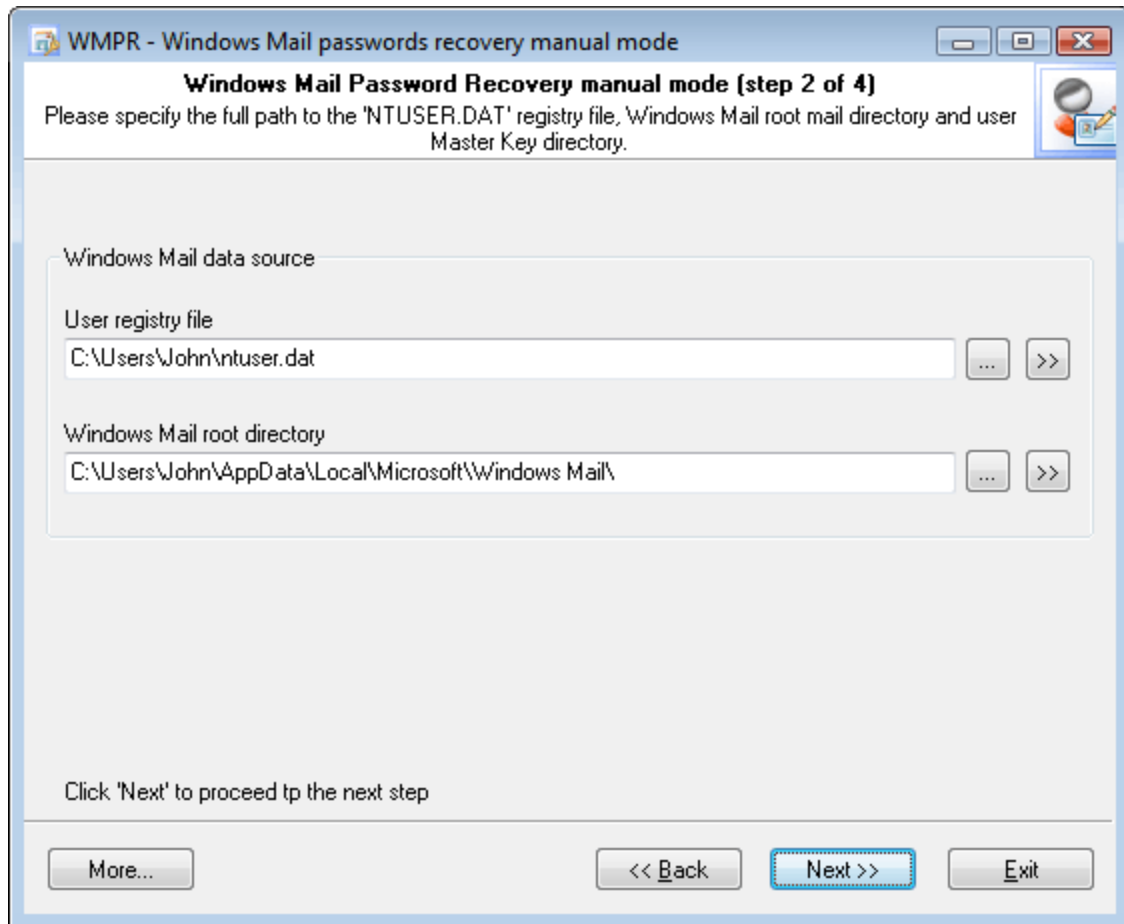 WMPR - Windows Mail passwords recovery manual mode
Windows Mail Password Recovery manual mode (step 2 of 4)
Please specify the full path to the 'NTUSER.DAT' registry file, Windows Mail root mail directory and user
Master Key directory.
Windows Mail data source
User registry file
C:\Users\John\ntuser.dat
...
>>
Windows Mail root directory
C:\Users\John\AppData\Local\Microsoft\Windows Mail\
...
>>
Click 'Next' to proceed tp the next step
More...
<< Back
Next >>
Exit